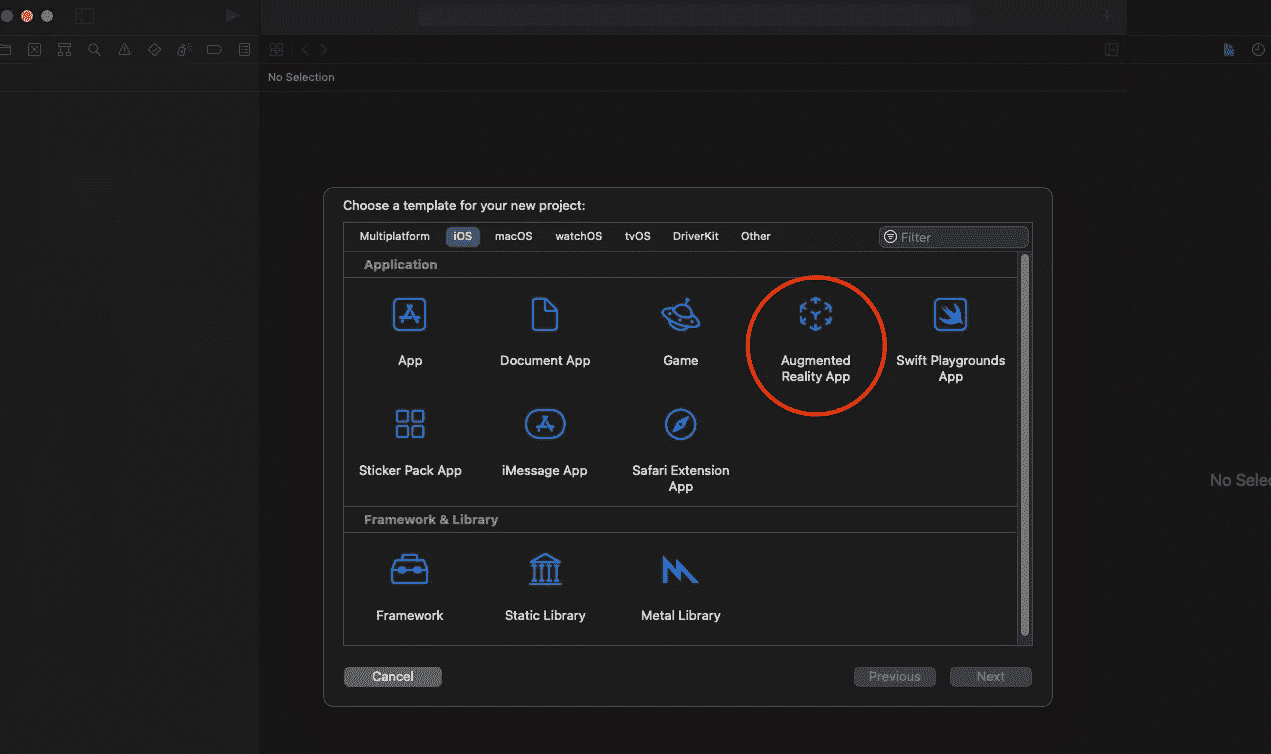 No Selection
Choose a template for your new project:
Multiplatform iOS macOS watchOS tvOS DriverKit Other Filter
Application
App Document App Game Augmented Reality App Swift Playgrounds App
Sticker Pack App iMessage App Safari Extension App
No Selec
Framework & Library
Framework Static Library Metal Library
Cancel Previous Next